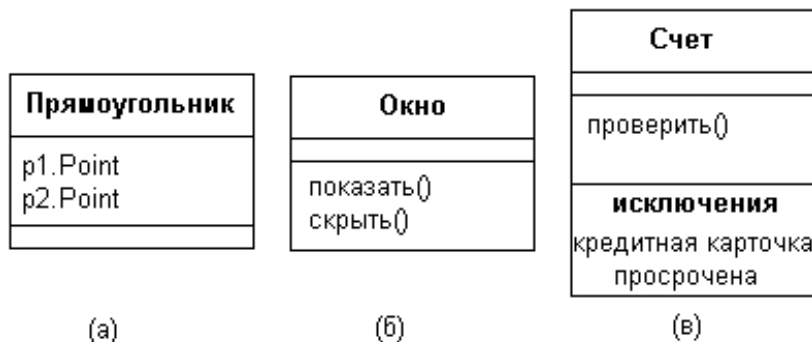 Прямоугольник
p1.Point
p2.Point
(а)
Окно
показать()
скрыть()
(б)
Счет
проверить()
исключения
кредитная карточка
просрочена
(в)